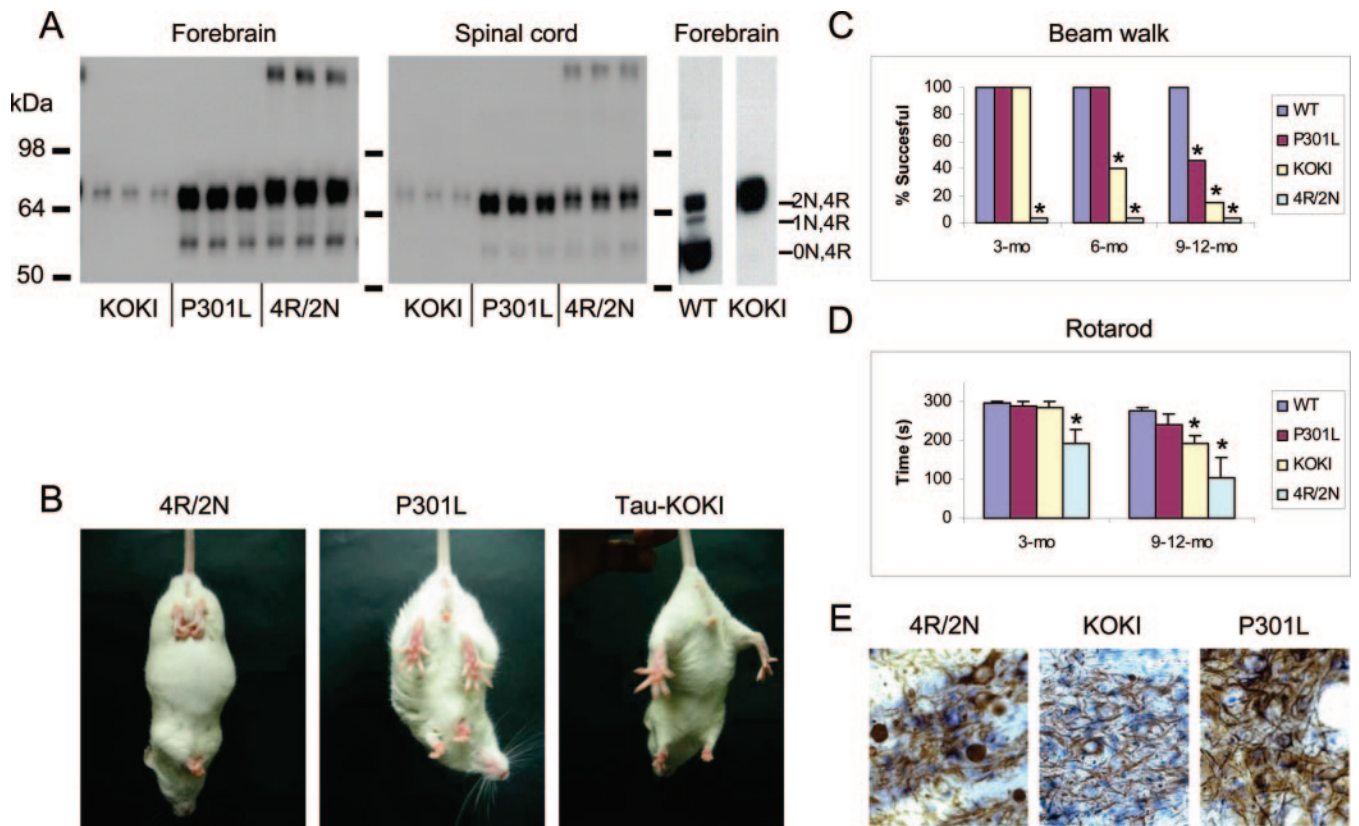 A
Forebrain
Spinal cord
Forebrain
kDa
98
64
50
2N,4R
1N,4R
0N,4R
KOKI
P301L
4R/2N
KOKI
P301L
4R/2N
WT
KOKI
B
4R/2N
P301L
Tau-KOKI
C
Beam walk
% Succesful
100
80
60
40
20
0
*
*
*
*
*
*
3-mo
6-mo
9-12-mo
WT
P301L
KOKI
4R/2N
D
Rotarod
Time (s)
300
200
100
0
*
*
*
3-mo
9-12-mo
WT
P301L
KOKI
4R/2N
E
4R/2N
KOKI
P301L